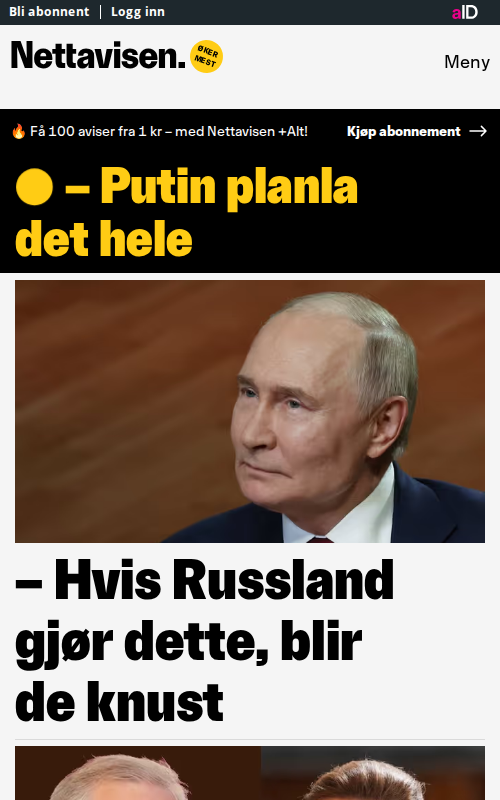 Bli abonnent | Logg inn
aID
Nettavisen.
ØKER
MEST
Meny
🔥 Få 100 aviser fra 1 kr – med Nettavisen +Alt!
Kjøp abonnement →
– Putin planla
det hele
– Hvis Russland
gjør dette, blir
de knust